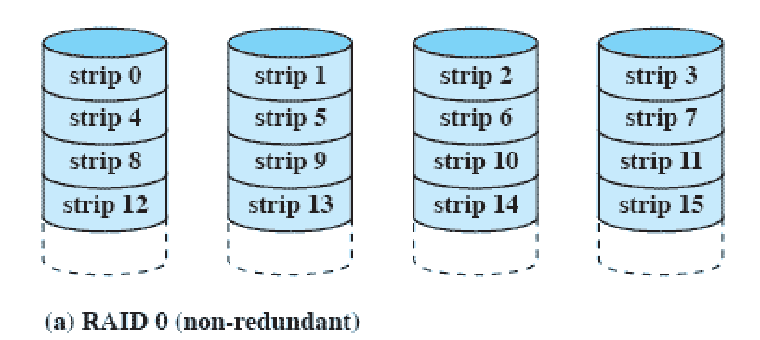 strip 0 strip 1 strip 2 strip 3
strip 4 strip 5 strip 6 strip 7
strip 8 strip 9 strip 10 strip 11
strip 12 strip 13 strip 14 strip 15
(a) RAID 0 (non-redundant)